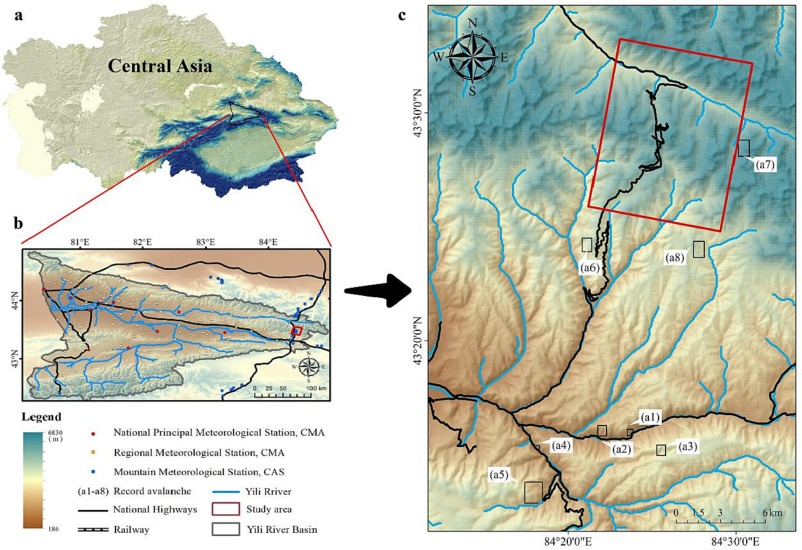 a
Central Asia
b
81°E 82°E 83°E 84°E
44°N
43°N
N
W E
S
0 25 50 100 km
Legend
6830
(m)
186
National Principal Meteorological Station, CMA
Regional Meteorological Station, CMA
Mountain Meteorological Station, CAS
(a1-a8) Record avalanche
Yili River
National Highways
Study area
Railway
Yili River Basin
c
N
W E
S
43°30'0"N
43°20'0"N
(a7)
(a6)
(a8)
(a1)
(a4)
(a2)
(a3)
(a5)
0 1.5 3 6 km
84°20'0"E 84°30'0"E